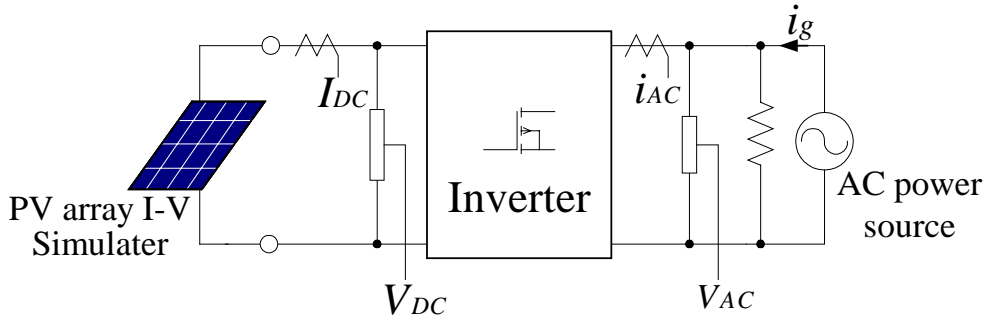 i_g
I_DC
i_AC
Inverter
PV array I-V
Simulater
AC power
source
V_DC
V_AC